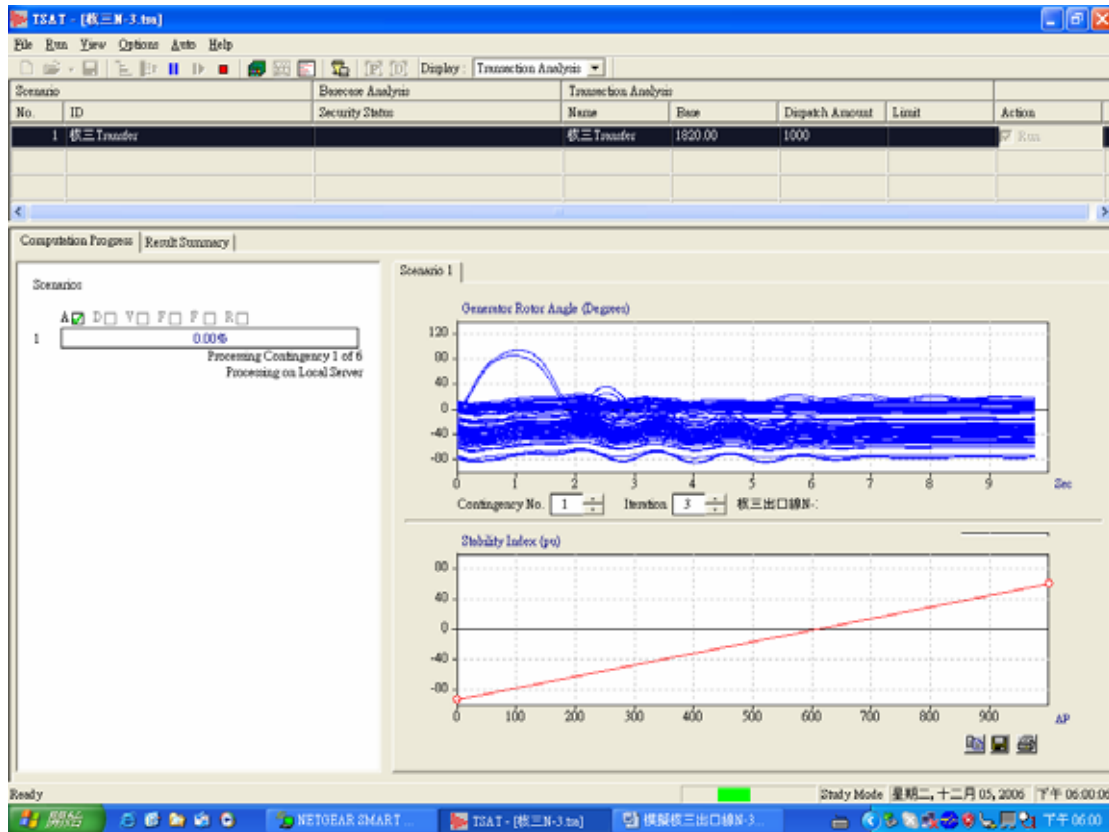 TSAT - [核三N-3.tsa]
File Run View Options Auto Help
Display: Transaction Analysis
Scenario Basecase Analysis Transaction Analysis
No. ID Security Status Name Base Dispatch Amount Limit Action
1 核三Transfer 核三Transfer 1820.00 1000 Run
Computation Progress Result Summary
Scenarios
A D V F F R
1 0.00%
Processing Contingency 1 of 6
Processing on Local Server
Scenario 1
Generator Rotor Angle (Degrees)
120
80
40
0
-40
-80
0 1 2 3 4 5 6 7 8 9 Sec
Contingency No. 1 Iteration 3 核三出口線N-
Stability Index (pu)
80
40
0
-40
-80
0 100 200 300 400 500 600 700 800 900 ΔP
Ready Study Mode 星期二, 十二月 05, 2006 下午 06:00:06
開始 NETGEAR SMART ... TSAT - [核三N-3.tsa] 模擬核三出口線N-3... 下午 06:00